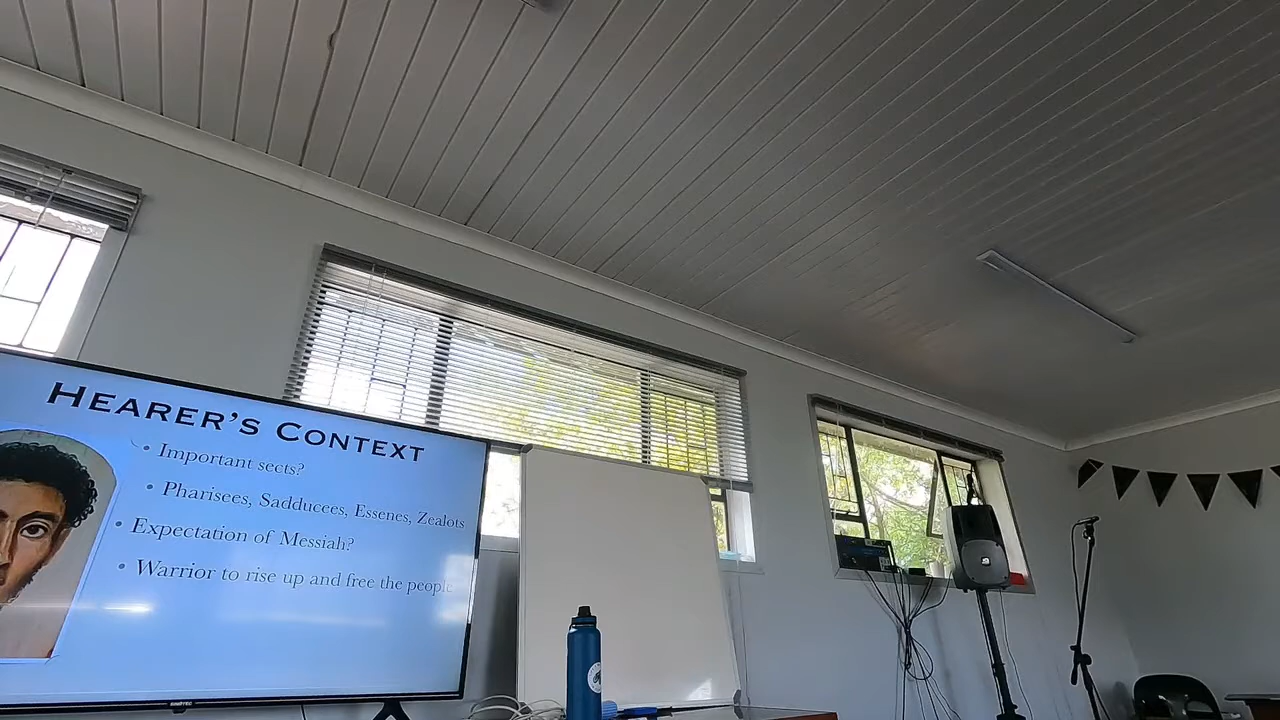 HEARER'S CONTEXT
• Important sects?
• Pharisees, Sadducees, Essenes, Zealots
• Expectation of Messiah?
• Warrior to rise up and free the people